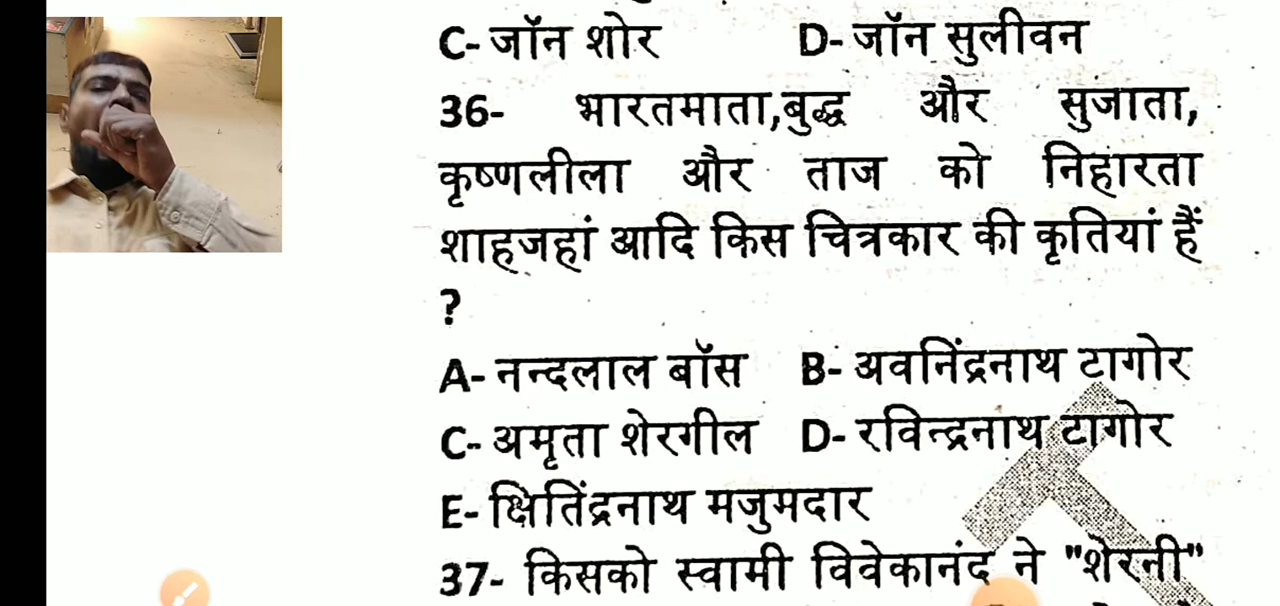 C- जॉन शोर D- जॉन सुलीवन
36- भारतमाता,बुद्ध और सुजाता,
कृष्णलीला और ताज को निहारता
शाहजहां आदि किस चित्रकार की कृतियां हैं
?
A- नन्दलाल बॉस B- अवनिंद्रनाथ टागोर
C- अमृता शेरगील D- रविन्द्रनाथ टागोर
E- क्षितिंद्रनाथ मजुमदार
37- किसको स्वामी विवेकानंद ने "शेरनी"